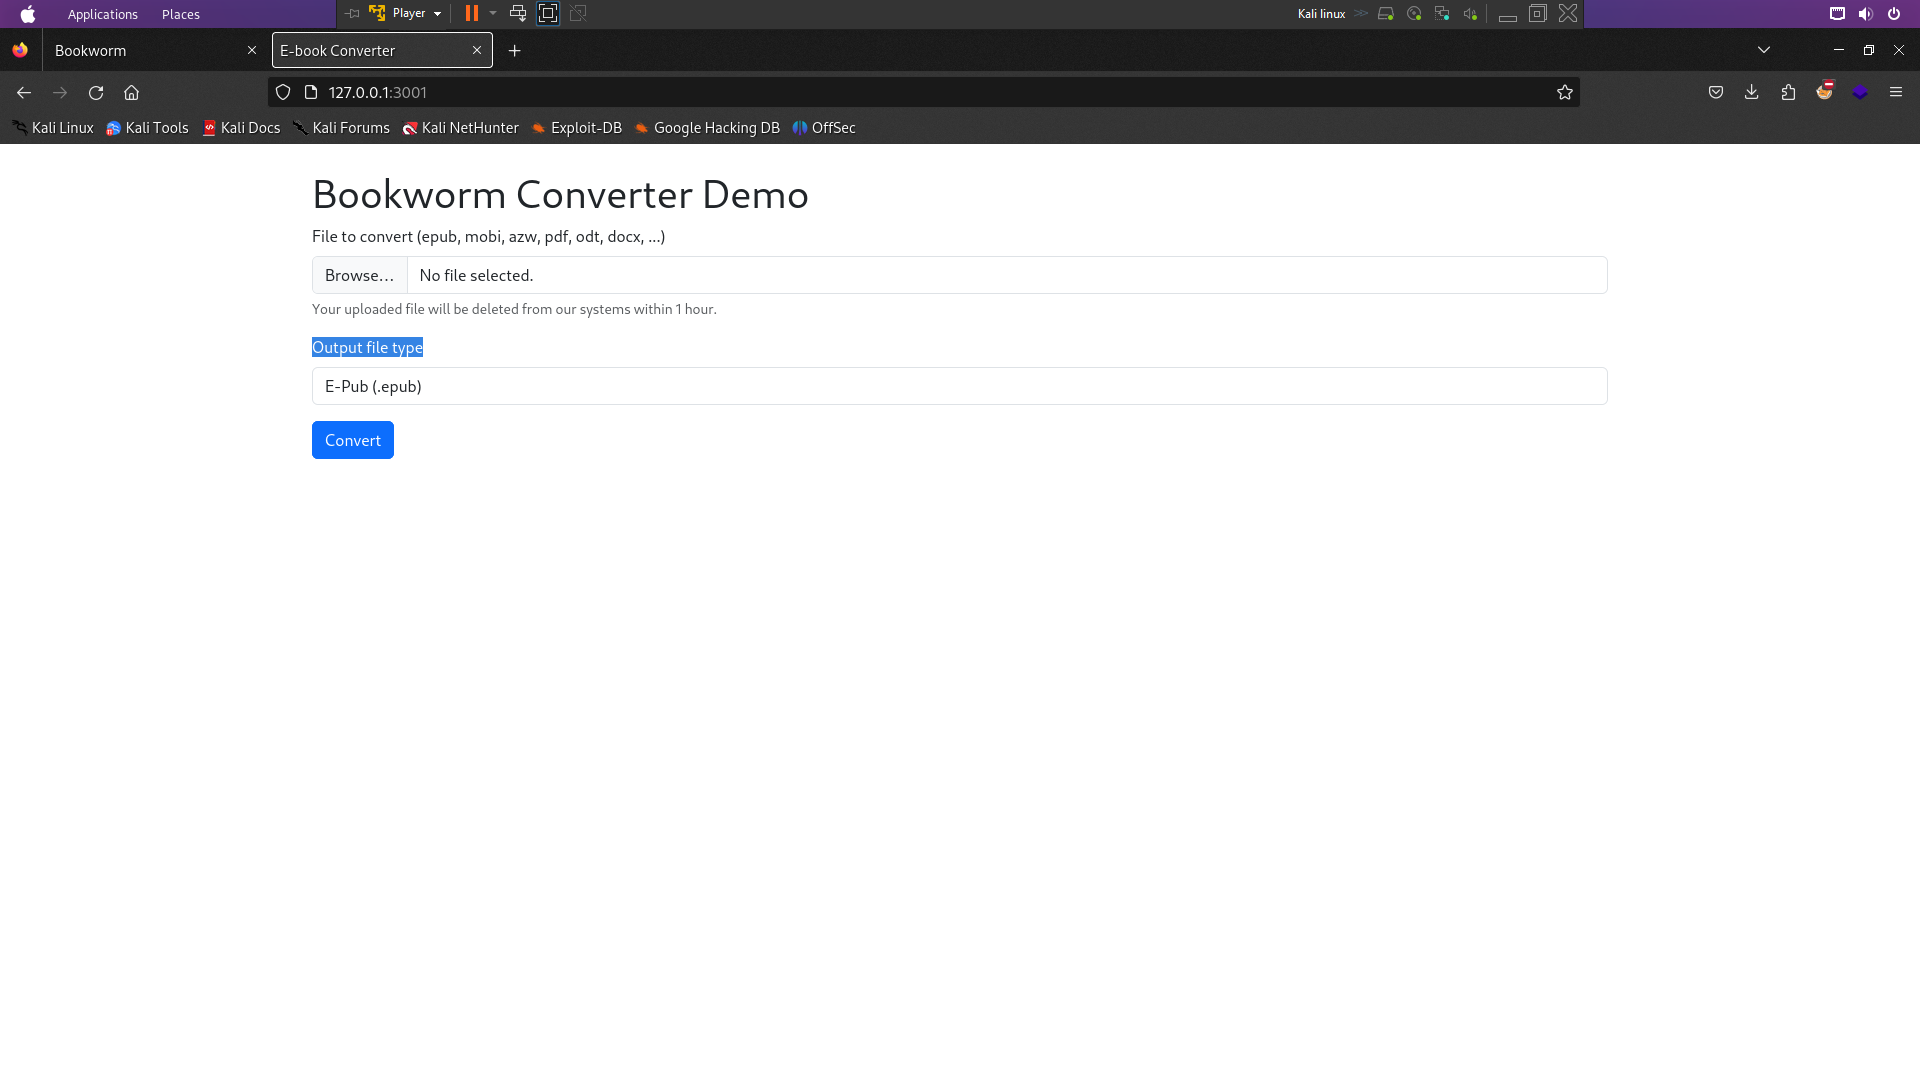 Applications Places Player Kali linux
Bookworm E-book Converter
127.0.0.1:3001
Kali Linux Kali Tools Kali Docs Kali Forums Kali NetHunter Exploit-DB Google Hacking DB OffSec
Bookworm Converter Demo
File to convert (epub, mobi, azw, pdf, odt, docx, ...)
Browse... No file selected.
Your uploaded file will be deleted from our systems within 1 hour.
Output file type
E-Pub (.epub)
Convert